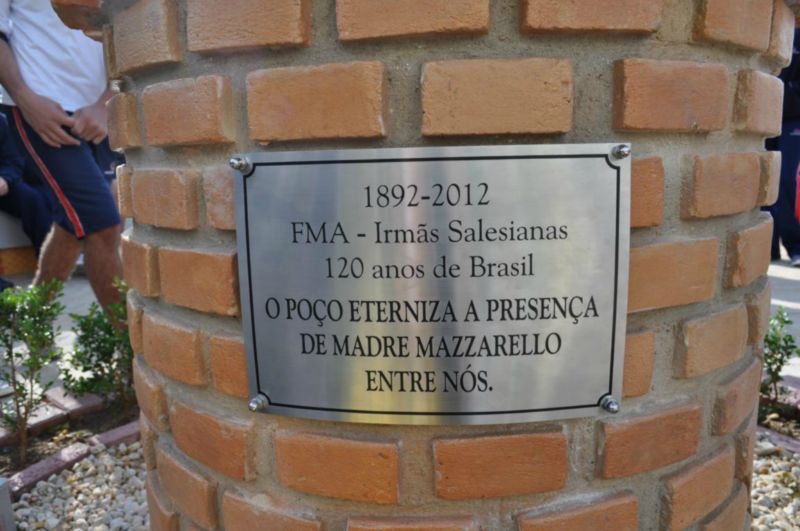 1892-2012
FMA - Irmãs Salesianas
120 anos de Brasil
O POÇO ETERNIZA A PRESENÇA
DE MADRE MAZZARELLO
ENTRE NÓS.